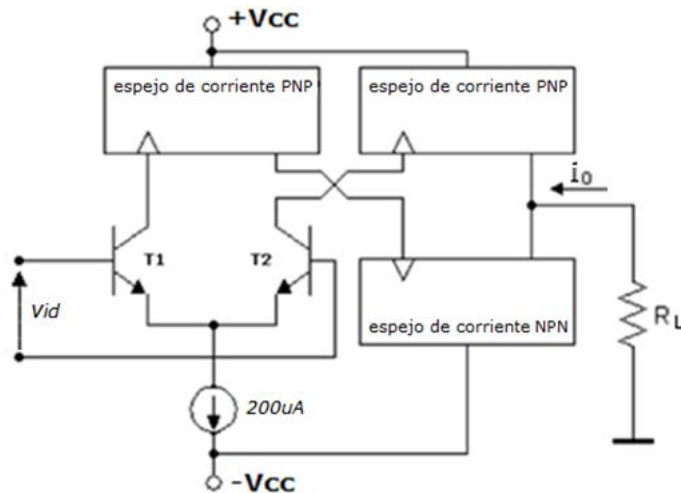 +Vcc
espejo de corriente PNP
espejo de corriente PNP
i0
T1
T2
Vid
espejo de corriente NPN
RL
200uA
-Vcc